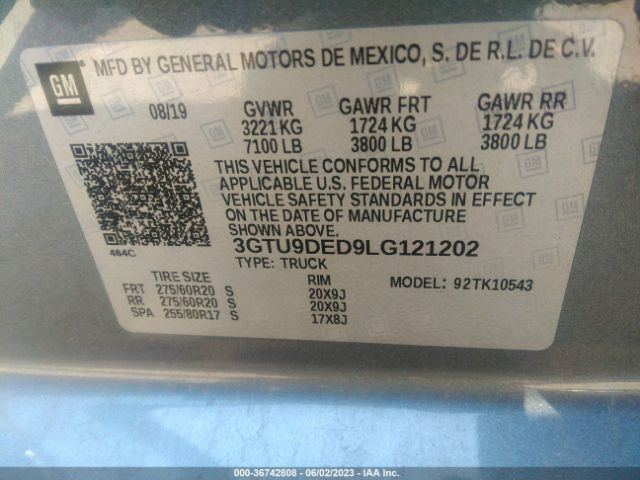 GM
MFD BY GENERAL MOTORS DE MEXICO, S. DE R.L. DE C.V.
08/19 GVWR GAWR FRT GAWR RR
3221 KG 1724 KG 1724 KG
7100 LB 3800 LB 3800 LB
THIS VEHICLE CONFORMS TO ALL
APPLICABLE U.S. FEDERAL MOTOR
VEHICLE SAFETY STANDARDS IN EFFECT
ON THE DATE OF MANUFACTURE
SHOWN ABOVE.
464C
3GTU9DED9LG121202
TYPE: TRUCK MODEL: 92TK10543
TIRE SIZE RIM
FRT 275/60R20 S 20X9J
RR 275/60R20 S 20X9J
SPA 255/80R17 S 17X8J
000-36742808 - 06/02/2023 - IAA Inc.